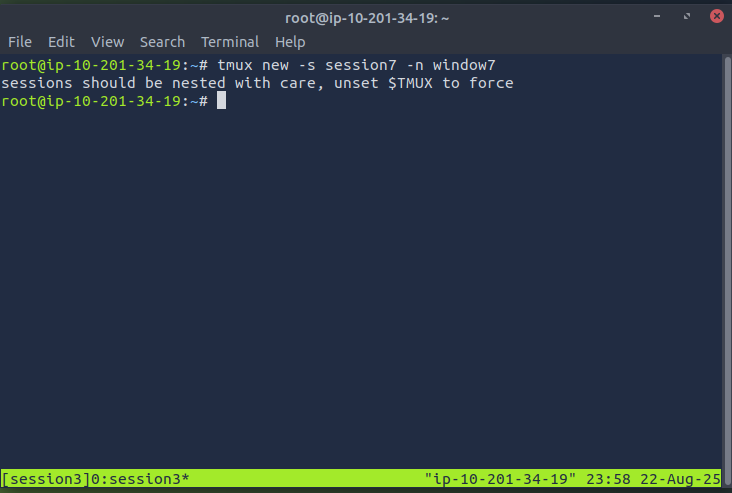 root@ip-10-201-34-19: ~
File Edit View Search Terminal Help
root@ip-10-201-34-19:~# tmux new -s session7 -n window7
sessions should be nested with care, unset $TMUX to force
root@ip-10-201-34-19:~#
[session3]0:session3* "ip-10-201-34-19" 23:58 22-Aug-25